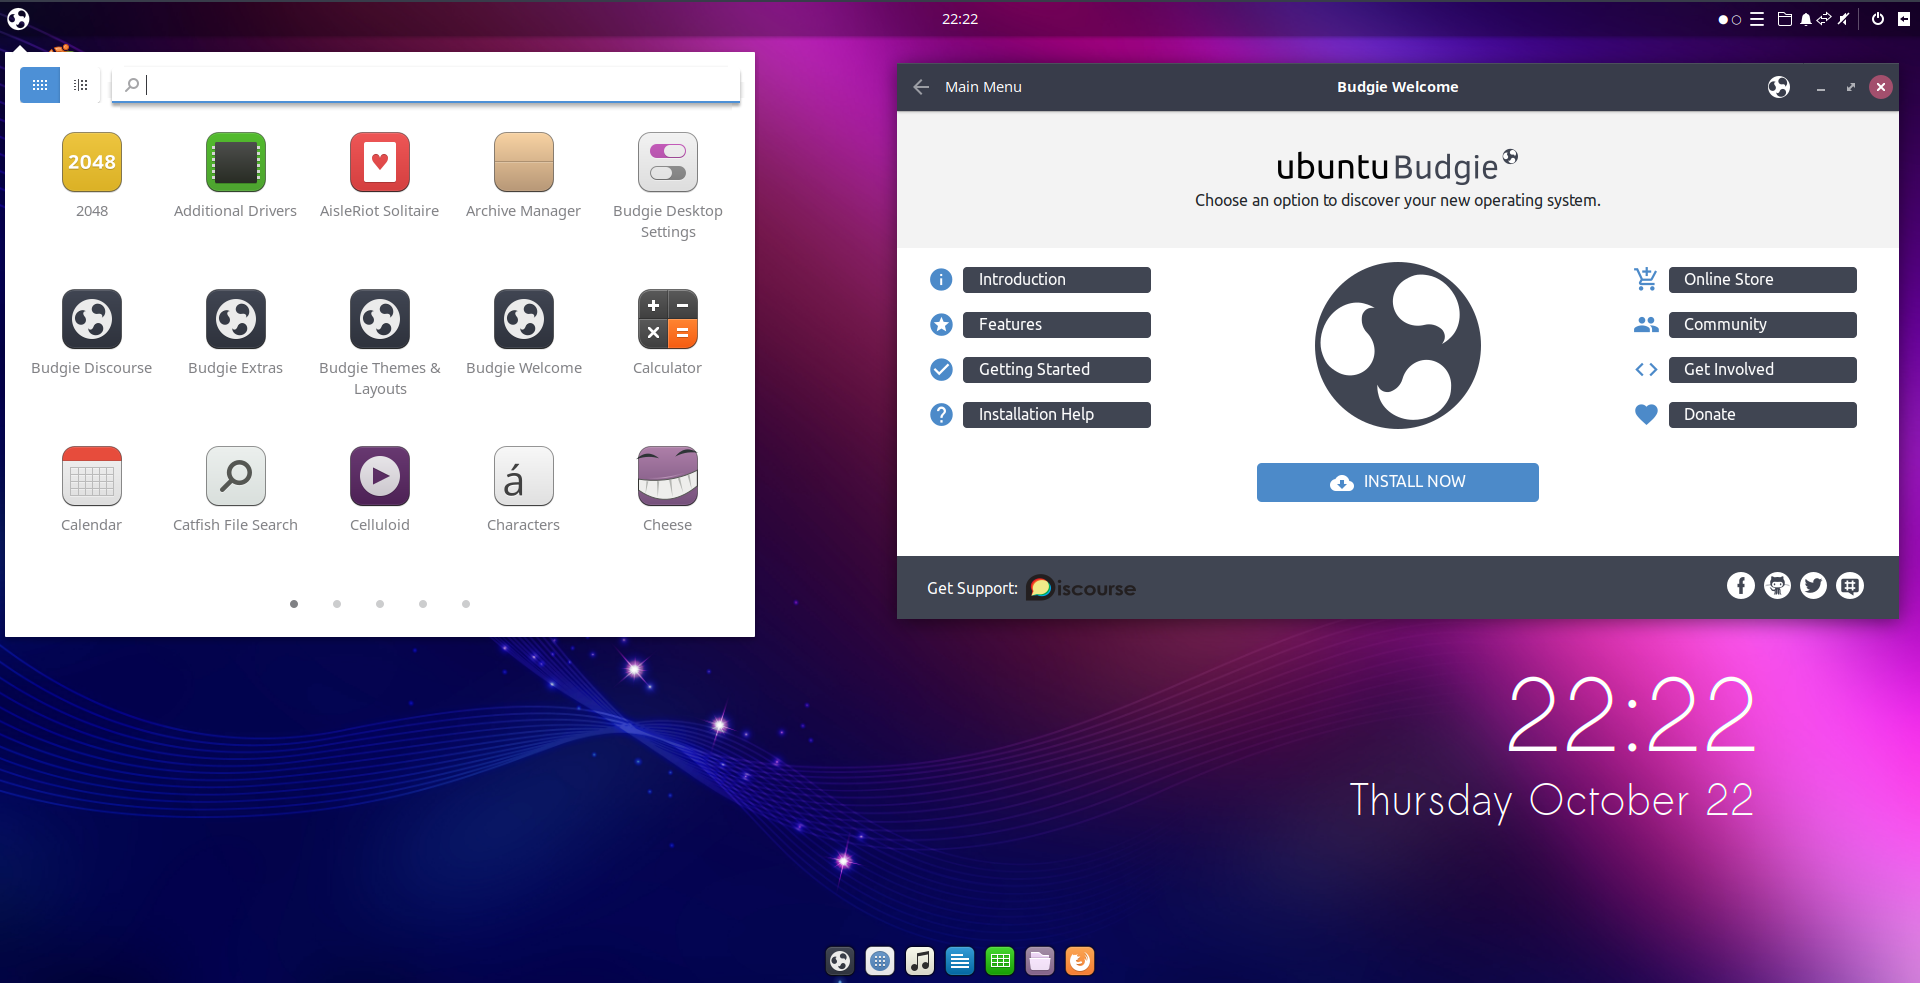 22:22
2048
2048
Additional Drivers
AisleRiot Solitaire
Archive Manager
Budgie Desktop
Settings
Budgie Discourse
Budgie Extras
Budgie Themes &
Layouts
Budgie Welcome
Calculator
Calendar
Catfish File Search
Celluloid
á
Characters
Cheese
Main Menu
Budgie Welcome
ubuntu Budgie
Choose an option to discover your new operating system.
Introduction
Features
Getting Started
Installation Help
Online Store
Community
Get Involved
Donate
INSTALL NOW
Get Support: Discourse
22:22
Thursday October 22